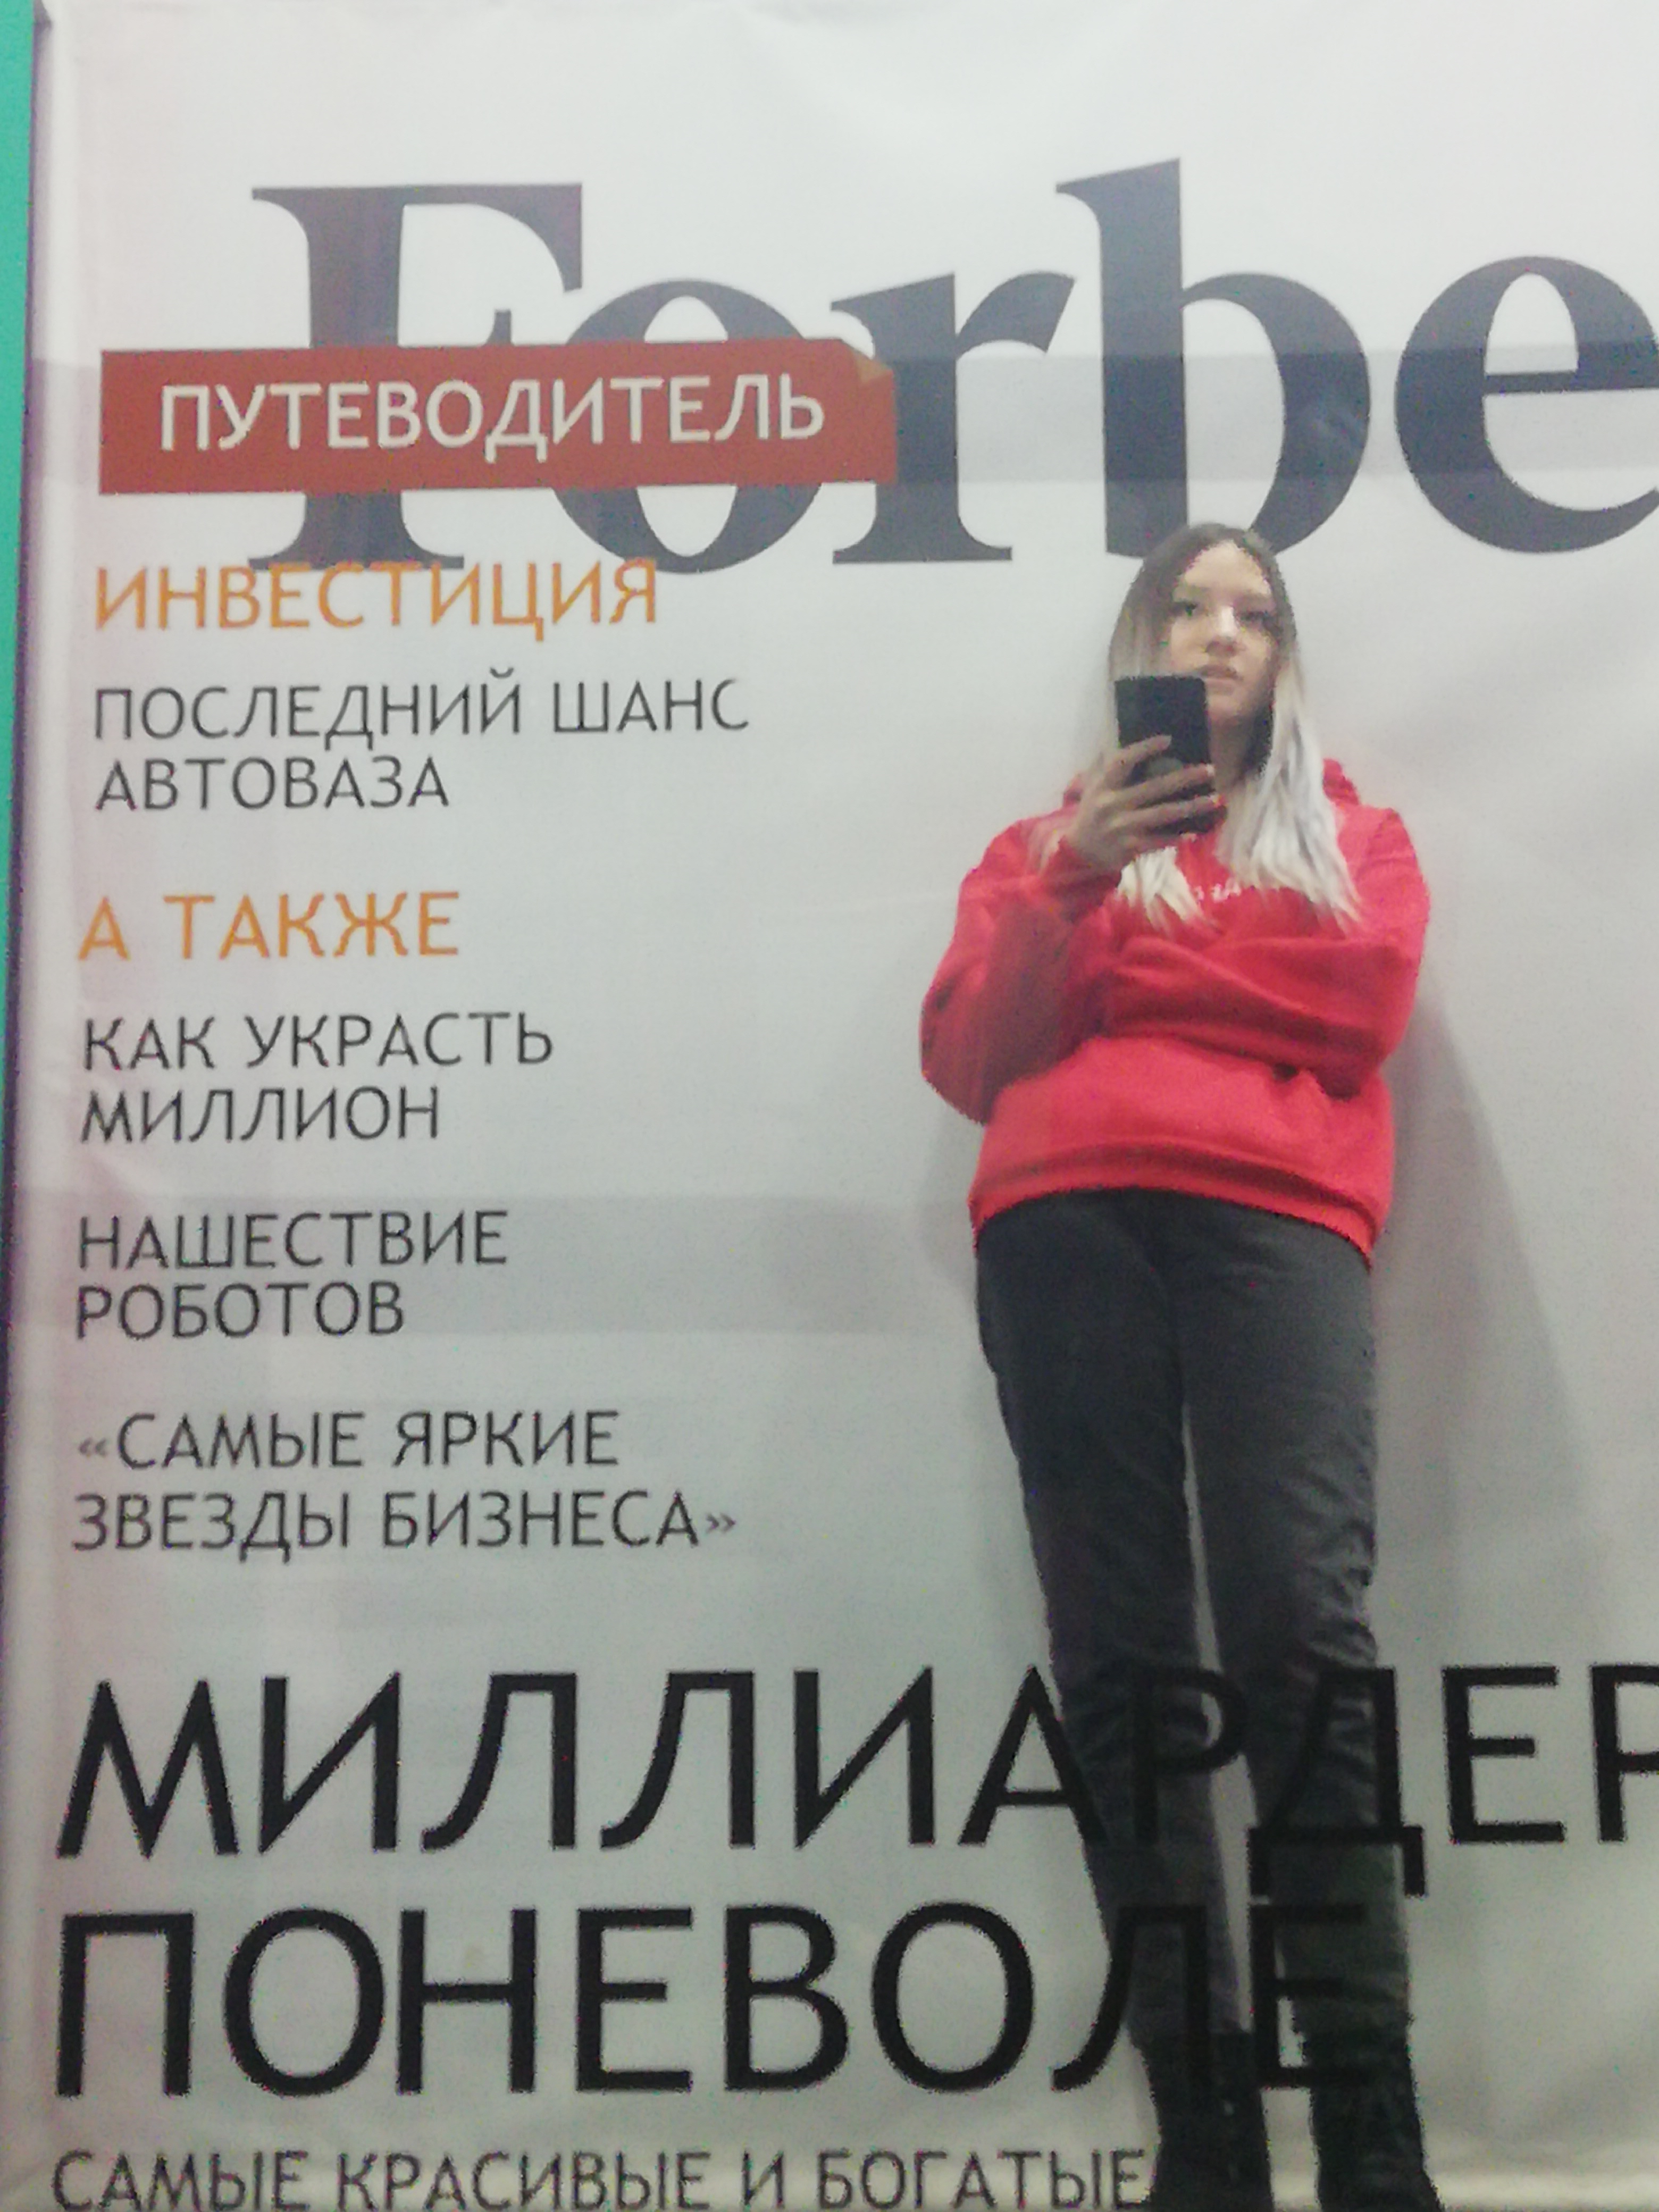 Forbe
ПУТЕВОДИТЕЛЬ
ИНВЕСТИЦИЯ
ПОСЛЕДНИЙ ШАНС
АВТОВАЗА
А ТАКЖЕ
КАК УКРАСТЬ
МИЛЛИОН
НАШЕСТВИЕ
РОБОТОВ
«САМЫЕ ЯРКИЕ
ЗВЕЗДЫ БИЗНЕСА»
МИЛЛИАРДЕР
ПОНЕВОЛЕ
САМЫЕ КРАСИВЫЕ И БОГАТЫЕ